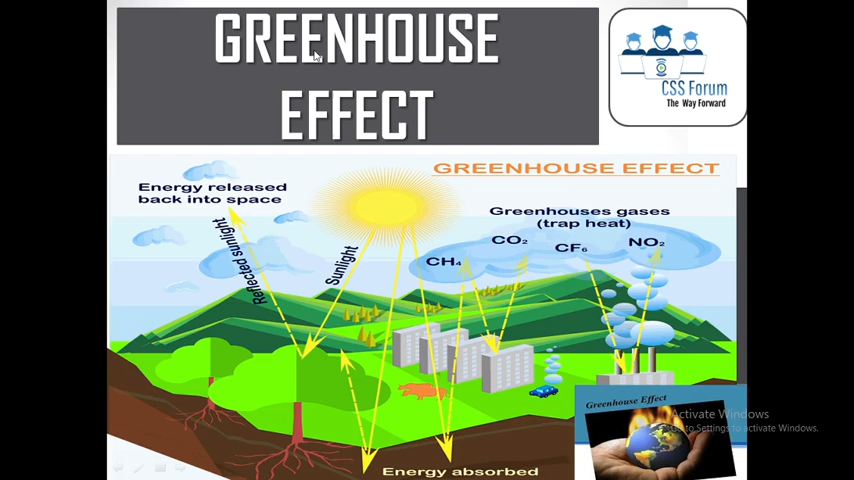 GREENHOUSE
EFFECT
CSS Forum
The Way Forward
GREENHOUSE EFFECT
Energy released
back into space
Greenhouses gases
(trap heat)
CH₄
CO₂
CF₆
NO₂
Reflected sunlight
Sunlight
Energy absorbed
Greenhouse Effect
Activate Windows
Go to Settings to activate Windows.